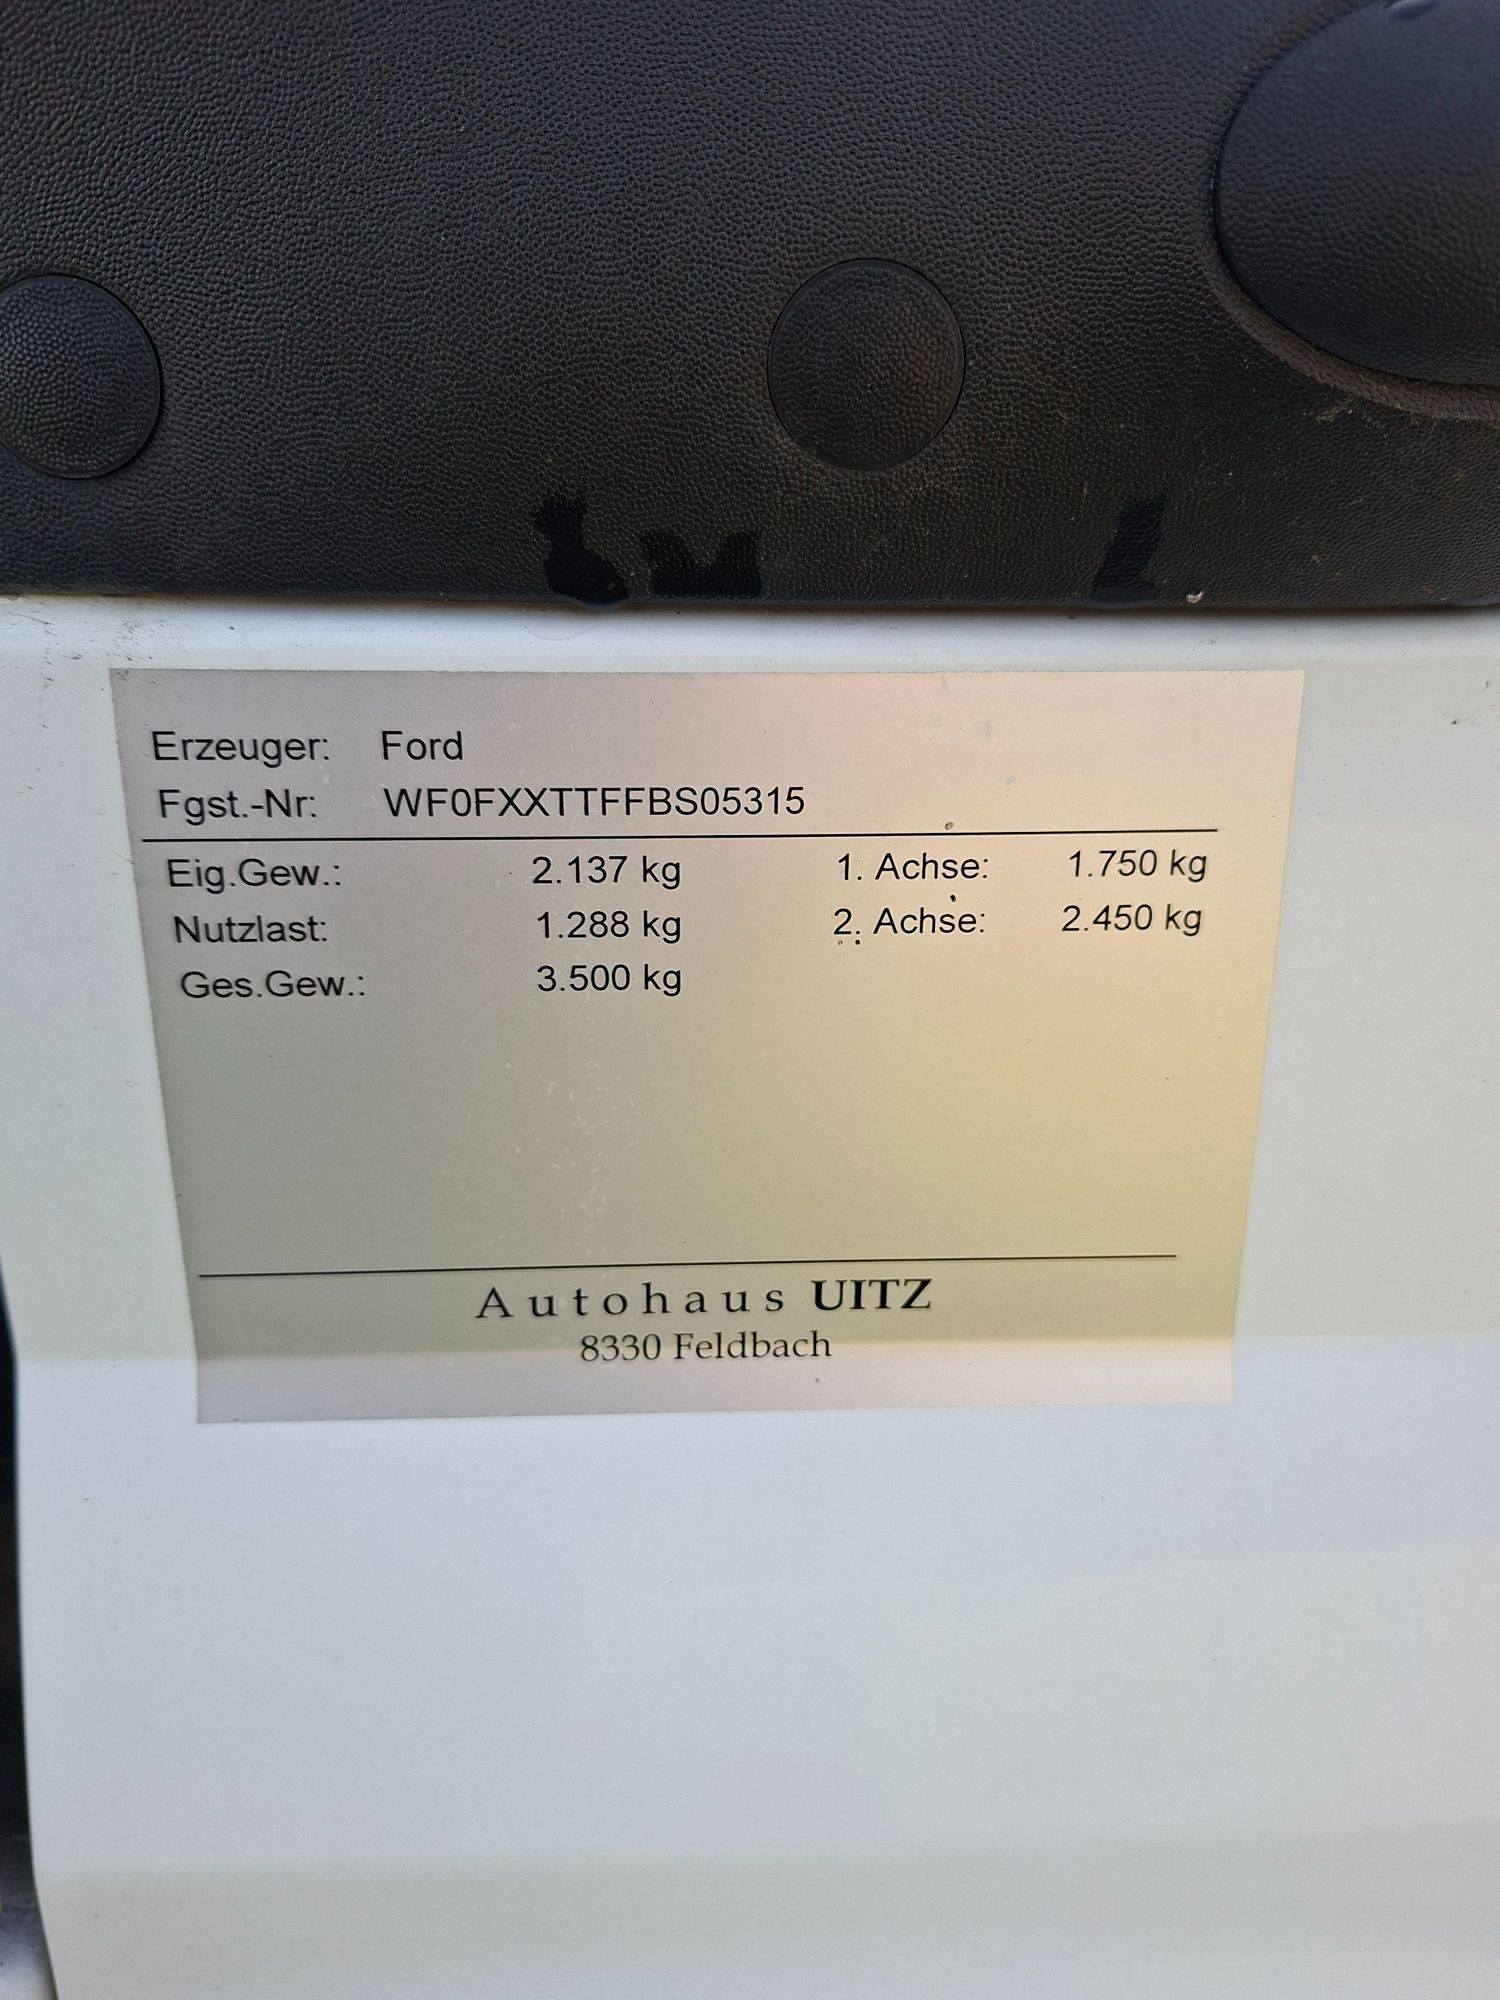 Erzeuger: Ford
Fgst.-Nr: WF0FXXTTFFBS05315
Eig.Gew.: 2.137 kg 1. Achse: 1.750 kg
Nutzlast: 1.288 kg 2. Achse: 2.450 kg
Ges.Gew.: 3.500 kg
Autohaus UITZ
8330 Feldbach